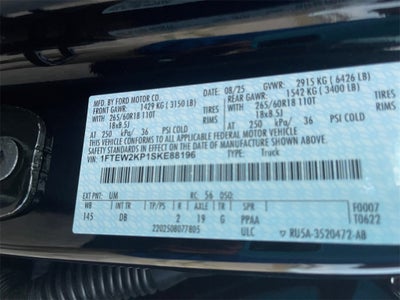 MFD. BY FORD MOTOR CO.
08/25 GVWR: 2915 KG ( 6426 LB)
FRONT GAWR: 1429 KG ( 3150 LB) REAR GAWR: 1542 KG ( 3400 LB)
265/60R18 110T TIRES 265/60R18 110T TIRES
18x8.5J RIMS 18x8.5J RIMS
AT 250 kPa/ 36 PSI COLD AT 250 kPa/ 36 PSI COLD
THIS VEHICLE CONFORMS TO ALL APPLICABLE FEDERAL MOTOR VEHICLE
SAFETY STANDARDS IN EFFECT ON THE DATE OF MANUFACTURE SHOWN ABOVE.
VIN: 1FTEW2KP1SKE88196 TYPE: TRUCK
EXT PNT: UM RC: 56 DSO:
WB INT TR TP/PS R AXLE TR SPR F0007
145 DB 2 19 G PPAA T0622
2202508077805 ULC RU5A-3520472-AB